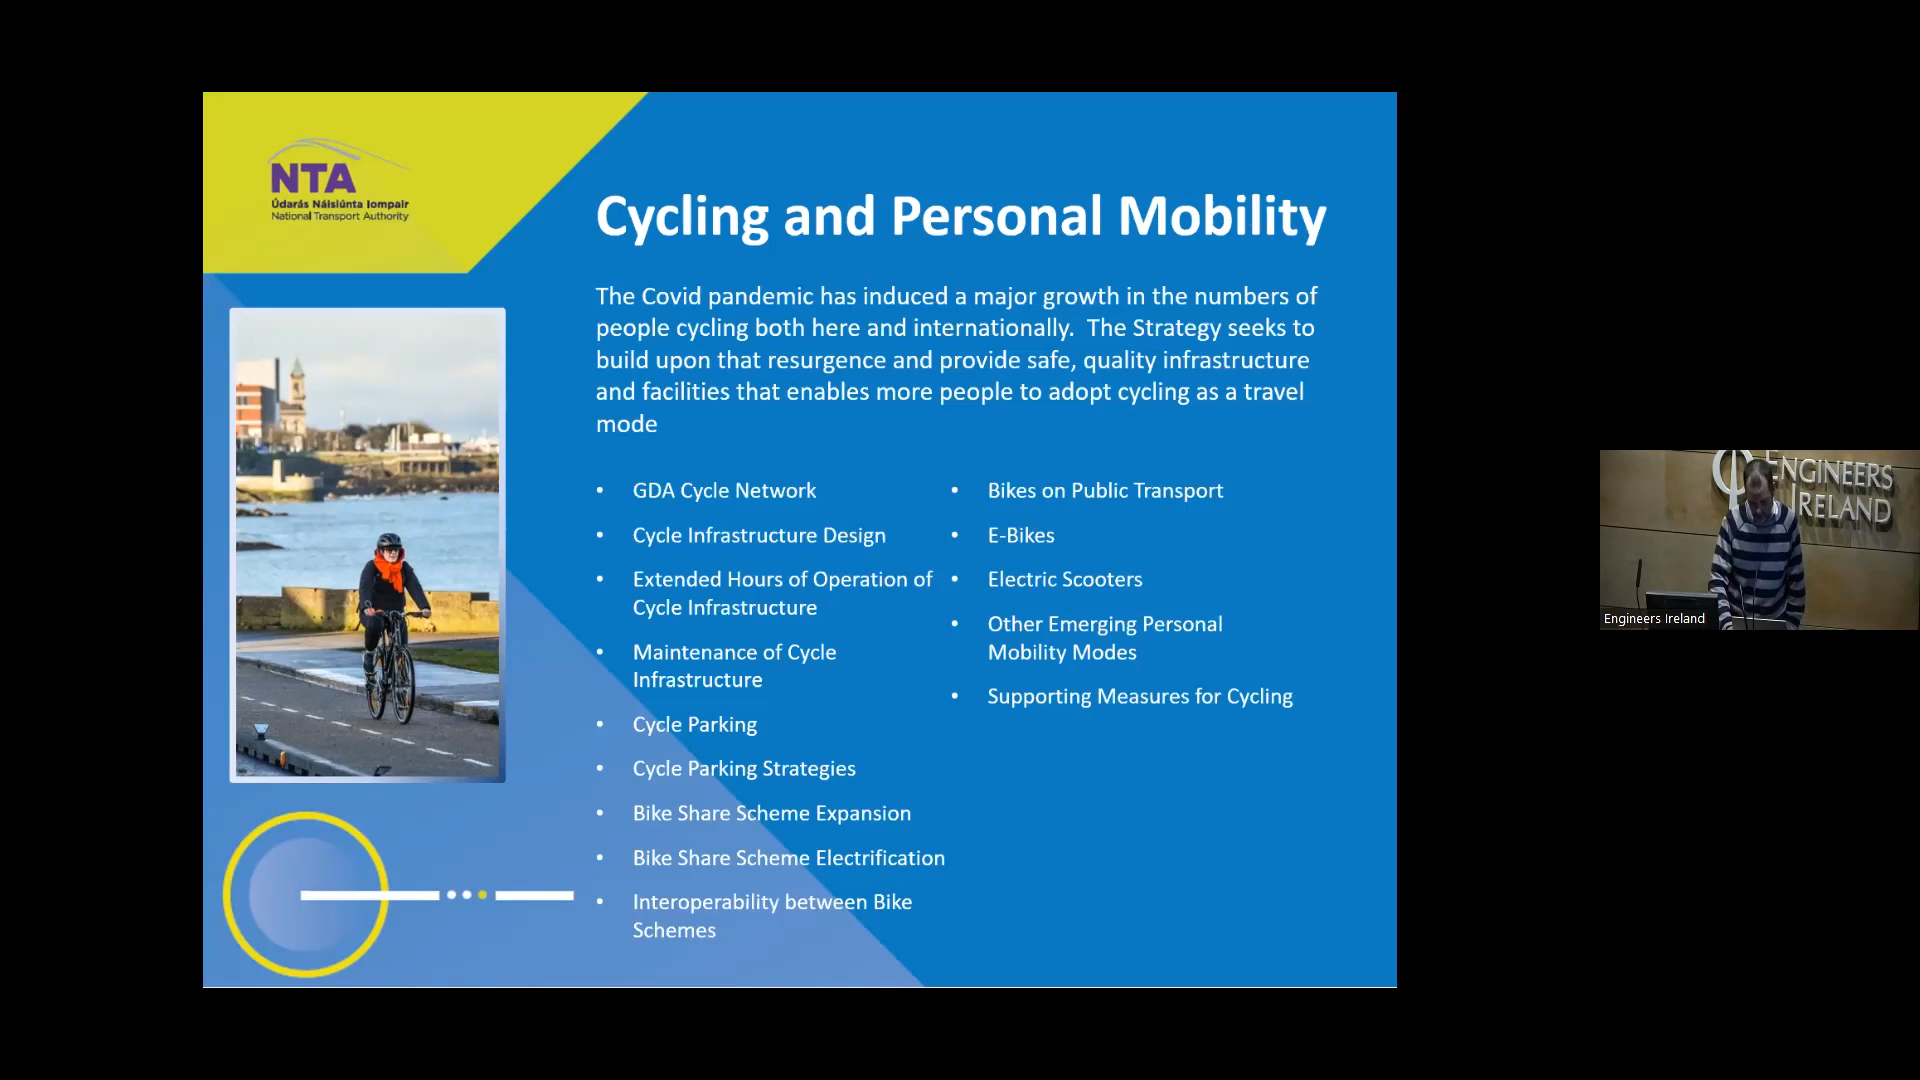 NTA
Údarás Náisiúnta Iompair
National Transport Authority
Cycling and Personal Mobility
The Covid pandemic has induced a major growth in the numbers of
people cycling both here and internationally.  The Strategy seeks to
build upon that resurgence and provide safe, quality infrastructure
and facilities that enables more people to adopt cycling as a travel
mode
• GDA Cycle Network
• Cycle Infrastructure Design
• Extended Hours of Operation of
Cycle Infrastructure
• Maintenance of Cycle
Infrastructure
• Cycle Parking
• Cycle Parking Strategies
• Bike Share Scheme Expansion
• Bike Share Scheme Electrification
• Interoperability between Bike
Schemes
• Bikes on Public Transport
• E-Bikes
• Electric Scooters
• Other Emerging Personal
Mobility Modes
• Supporting Measures for Cycling
ENGINEERS
IRELAND
Engineers Ireland